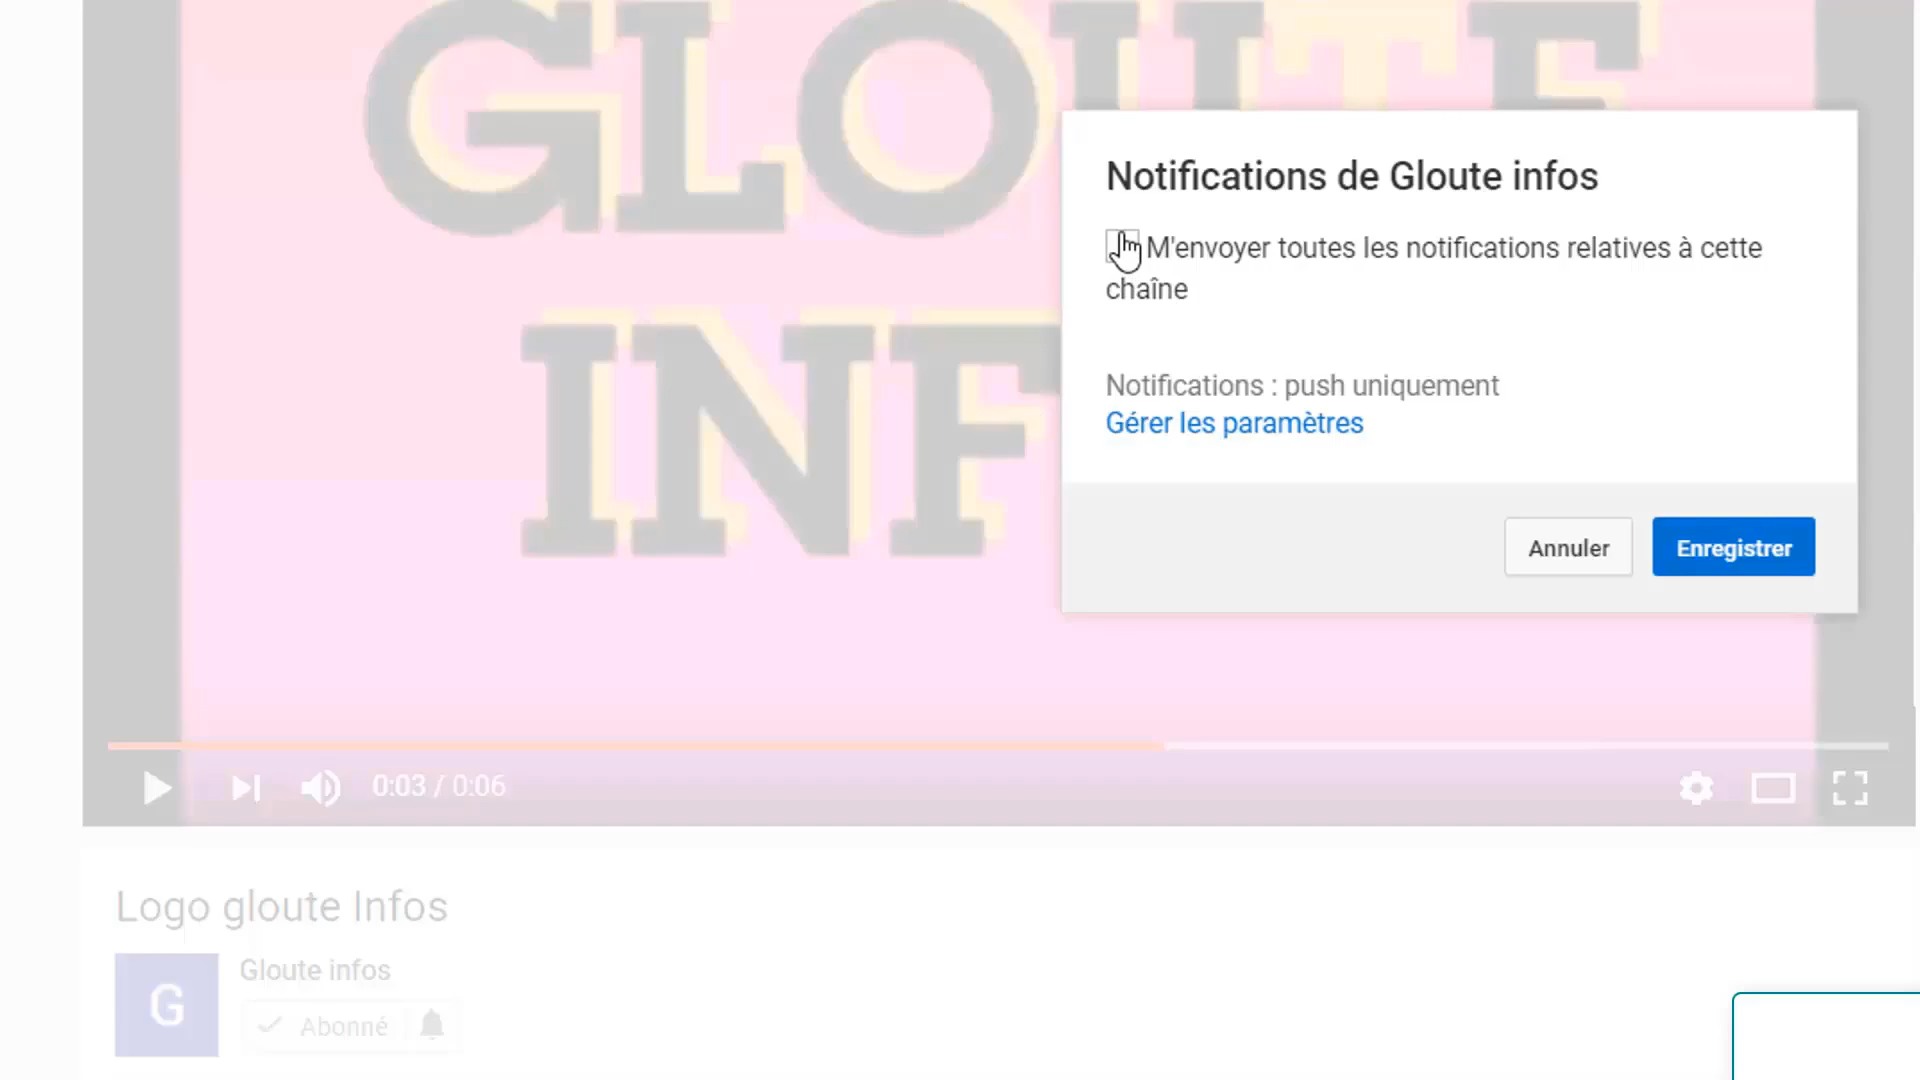 GLOUTE
INF
Notifications de Gloute infos
M'envoyer toutes les notifications relatives à cette
chaîne
Notifications : push uniquement
Gérer les paramètres
Annuler
Enregistrer
0:03 / 0:06
Logo gloute Infos
G
Gloute infos
Abonné